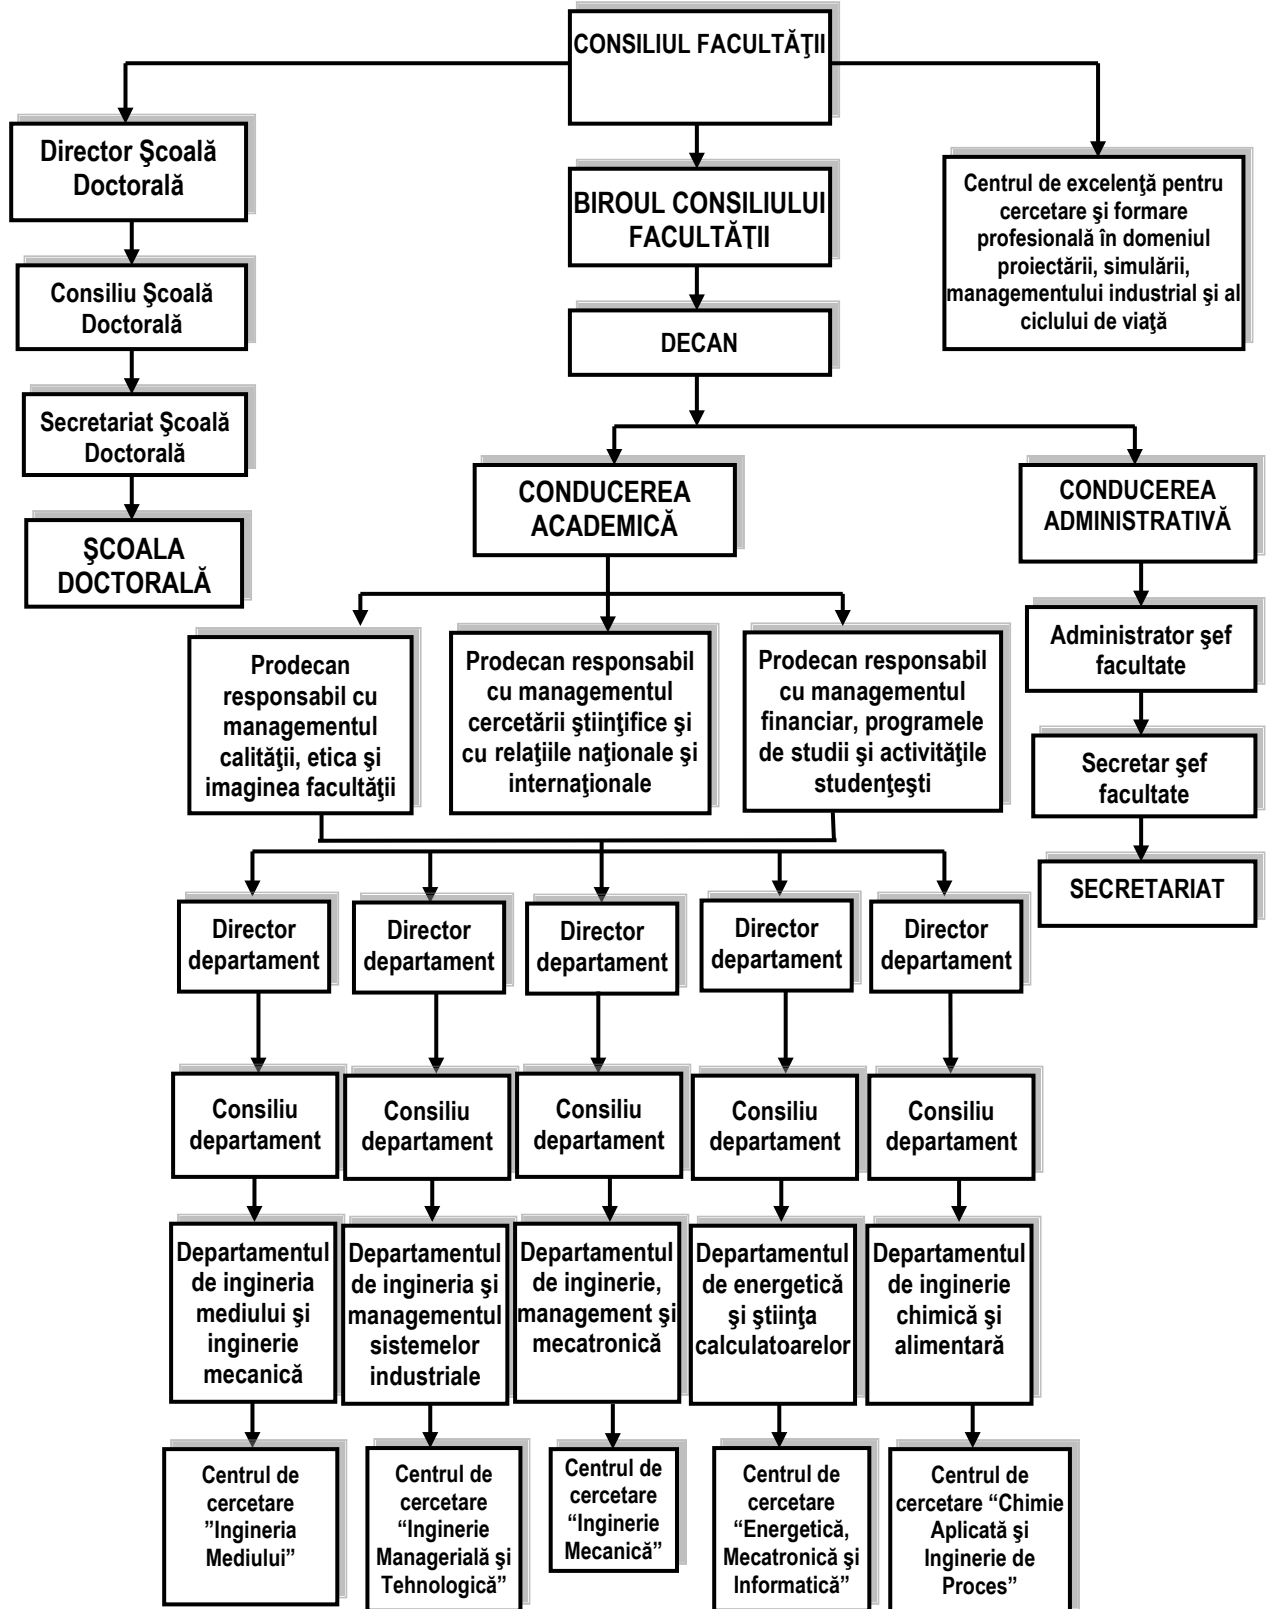 CONSILIUL FACULTĂŢII
Director Şcoală
Doctorală
BIROUL CONSILIULUI
FACULTĂŢII
Centrul de excelenţă pentru
cercetare şi formare
profesională în domeniul
proiectării, simulării,
managementului industrial şi al
ciclului de viaţă
Consiliu Şcoală
Doctorală
DECAN
Secretariat Şcoală
Doctorală
CONDUCEREA
ACADEMICĂ
CONDUCEREA
ADMINISTRATIVĂ
ŞCOALA
DOCTORALĂ
Prodecan
responsabil cu
managementul
calităţii, etica şi
imaginea facultăţii
Prodecan responsabil
cu managementul
cercetării ştiinţifice şi
cu relaţiile naţionale şi
internaţionale
Prodecan responsabil
cu managementul
financiar, programele
de studii şi activităţile
studenţeşti
Administrator şef
facultate
Secretar şef
facultate
SECRETARIAT
Director
departament
Director
departament
Director
departament
Director
departament
Director
departament
Consiliu
departament
Consiliu
departament
Consiliu
departament
Consiliu
departament
Consiliu
departament
Departamentul
de ingineria
mediului şi
inginerie
mecanică
Departamentul
de ingineria şi
managementul
sistemelor
industriale
Departamentul
de inginerie,
management şi
mecatronică
Departamentul
de energetică
şi ştiinţa
calculatoarelor
Departamentul
de inginerie
chimică şi
alimentară
Centrul de
cercetare
”Ingineria
Mediului”
Centrul de
cercetare
“Inginerie
Managerială şi
Tehnologică”
Centrul de
cercetare
“Inginerie
Mecanică”
Centrul de
cercetare
“Energetică,
Mecatronică şi
Informatică”
Centrul de
cercetare “Chimie
Aplicată şi
Inginerie de
Proces”